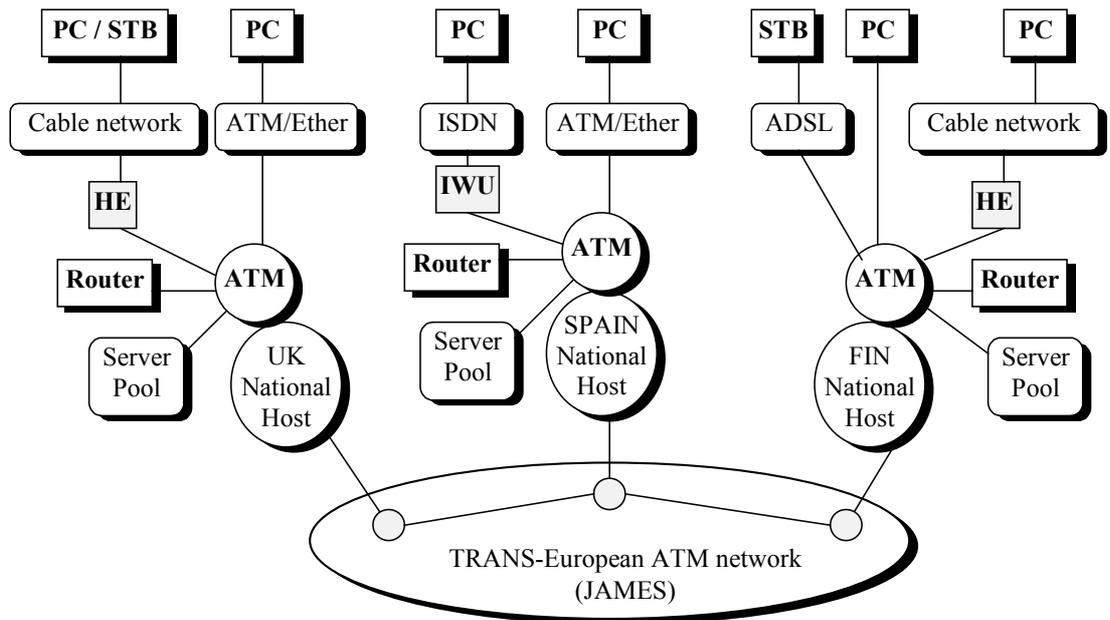 PC / STB
PC
PC
PC
STB
PC
PC
Cable network
ATM/Ether
ISDN
ATM/Ether
ADSL
Cable network
HE
IWU
HE
ATM
ATM
ATM
Router
Router
Router
Server
Pool
UK
National
Host
Server
Pool
SPAIN
National
Host
FIN
National
Host
Server
Pool
TRANS-European ATM network
(JAMES)